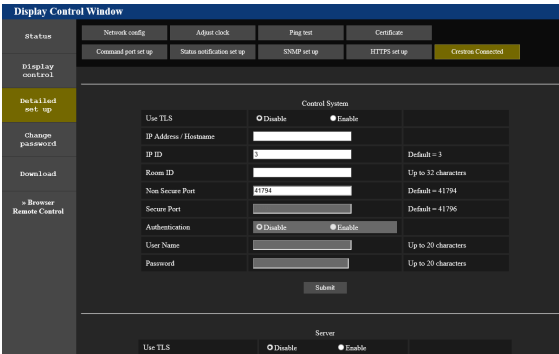 Display Control Window
Status
Display
control
Detailed
set up
Change
password
Download
» Browser
Remote Control
Network config Adjust clock Ping test Certificate
Command port set up Status notification set up SNMP set up HTTPS set up Crestron Connected
Control System
Use TLS Disable Enable
IP Address / Hostname
IP ID 3 Default = 3
Room ID Up to 32 characters
Non Secure Port 41794 Default = 41794
Secure Port Default = 41796
Authentication Disable Enable
User Name Up to 20 characters
Password Up to 20 characters
Submit
Server
Use TLS Disable Enable